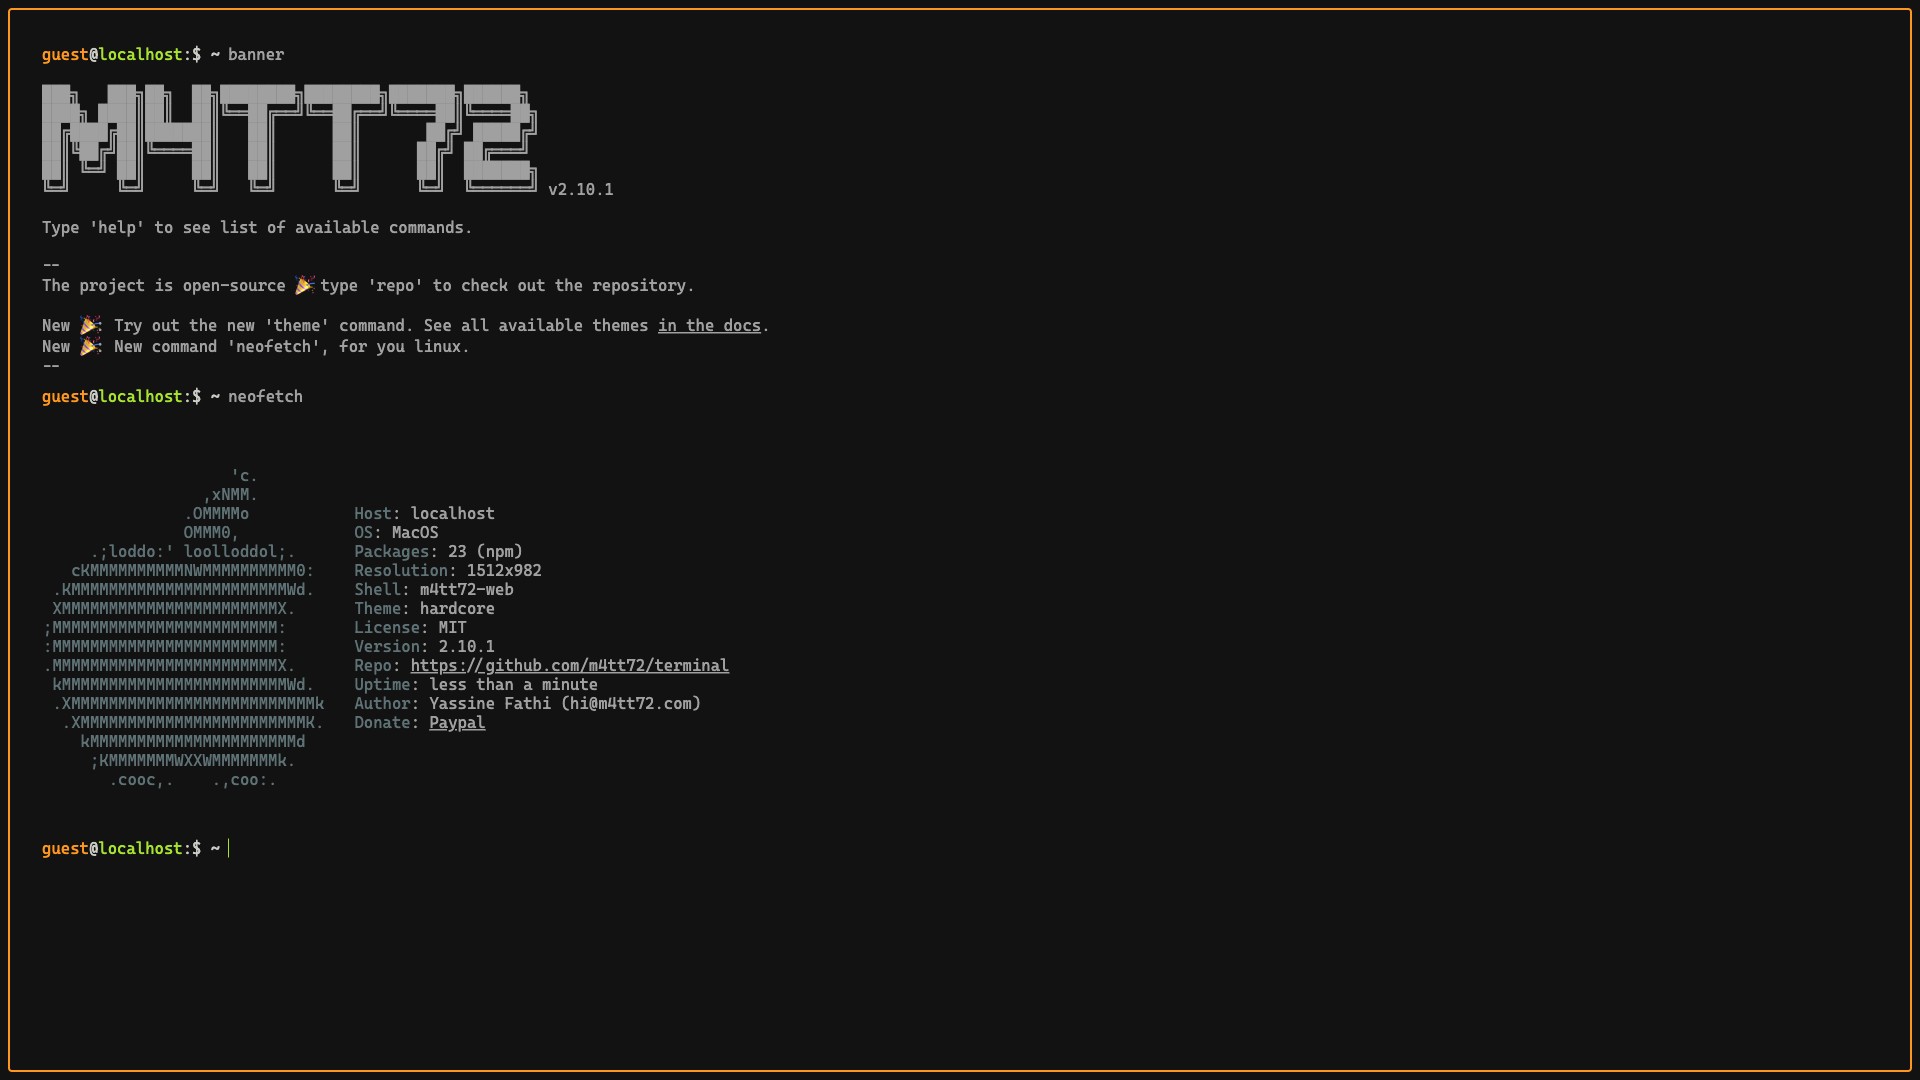 guest@localhost:$ ~ banner
M4TT72 v2.10.1
Type 'help' to see list of available commands.
--
The project is open-source 🎉 type 'repo' to check out the repository.
New 🎉: Try out the new 'theme' command. See all available themes in the docs.
New 🎉: New command 'neofetch', for you linux.
--
guest@localhost:$ ~ neofetch
'c.
,xNMM.
.OMMMMo Host: localhost
OMMM0, OS: MacOS
.;loddo:' loolloddol;. Packages: 23 (npm)
cKMMMMMMMMMMNWMMMMMMMMMM0: Resolution: 1512x982
.KMMMMMMMMMMMMMMMMMMMMMMMWd. Shell: m4tt72-web
XMMMMMMMMMMMMMMMMMMMMMMMX. Theme: hardcore
;MMMMMMMMMMMMMMMMMMMMMMMM: License: MIT
:MMMMMMMMMMMMMMMMMMMMMMMM: Version: 2.10.1
.MMMMMMMMMMMMMMMMMMMMMMMMX. Repo: https://github.com/m4tt72/terminal
kMMMMMMMMMMMMMMMMMMMMMMMMWd. Uptime: less than a minute
.XMMMMMMMMMMMMMMMMMMMMMMMMMMk Author: Yassine Fathi (hi@m4tt72.com)
.XMMMMMMMMMMMMMMMMMMMMMMMMK. Donate: Paypal
kMMMMMMMMMMMMMMMMMMMMMMd
;KMMMMMMMWXXWMMMMMMMk.
.cooc,. .,coo:.
guest@localhost:$ ~